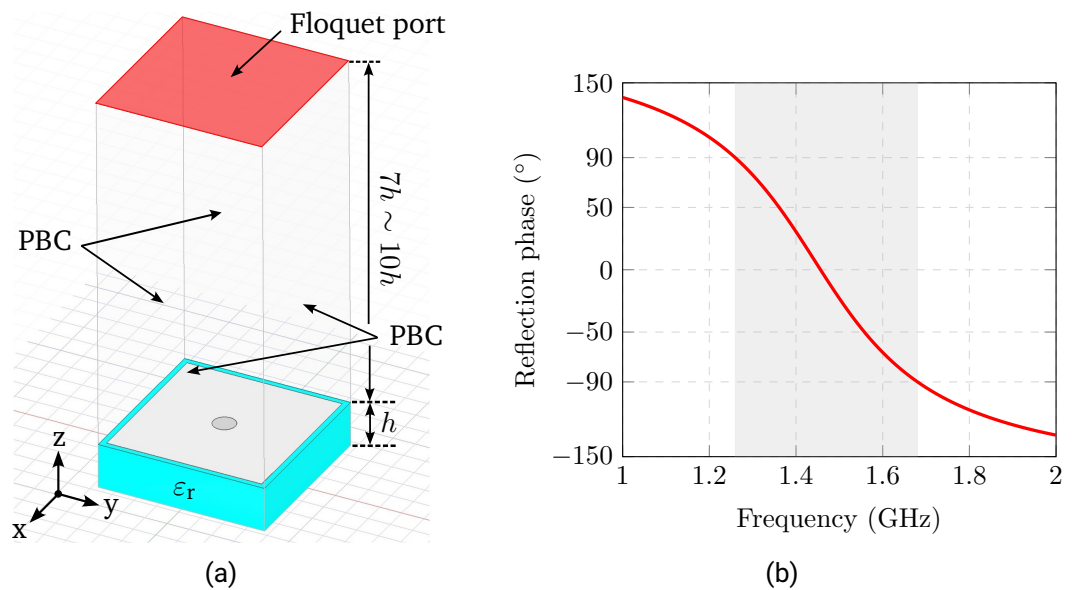 Floquet port
7h ∼ 10h
PBC
PBC
h
εr
z
y
x
(a)
Reflection phase (°)
150
90
50
0
−50
−90
−150
1
1.2
1.4
1.6
1.8
2
Frequency (GHz)
(b)